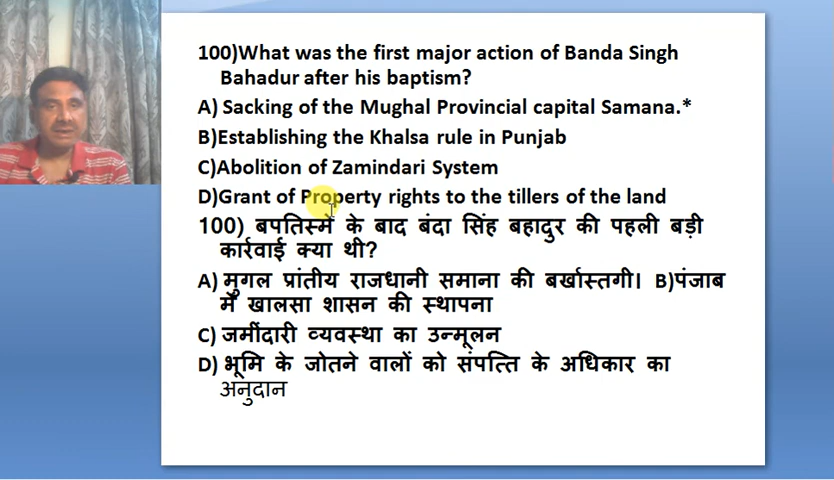 100)What was the first major action of Banda Singh
Bahadur after his baptism?
A) Sacking of the Mughal Provincial capital Samana.*
B)Establishing the Khalsa rule in Punjab
C)Abolition of Zamindari System
D)Grant of Property rights to the tillers of the land
100) बपतिस्में के बाद बंदा सिंह बहादुर की पहली बड़ी
कार्रवाई क्या थी?
A) मुगल प्रांतीय राजधानी समाना की बर्खास्तगी। B)पंजाब
में खालसा शासन की स्थापना
C) जमींदारी व्यवस्था का उन्मूलन
D) भूमि के जोतने वालों को संपत्ति के अधिकार का
अनुदान